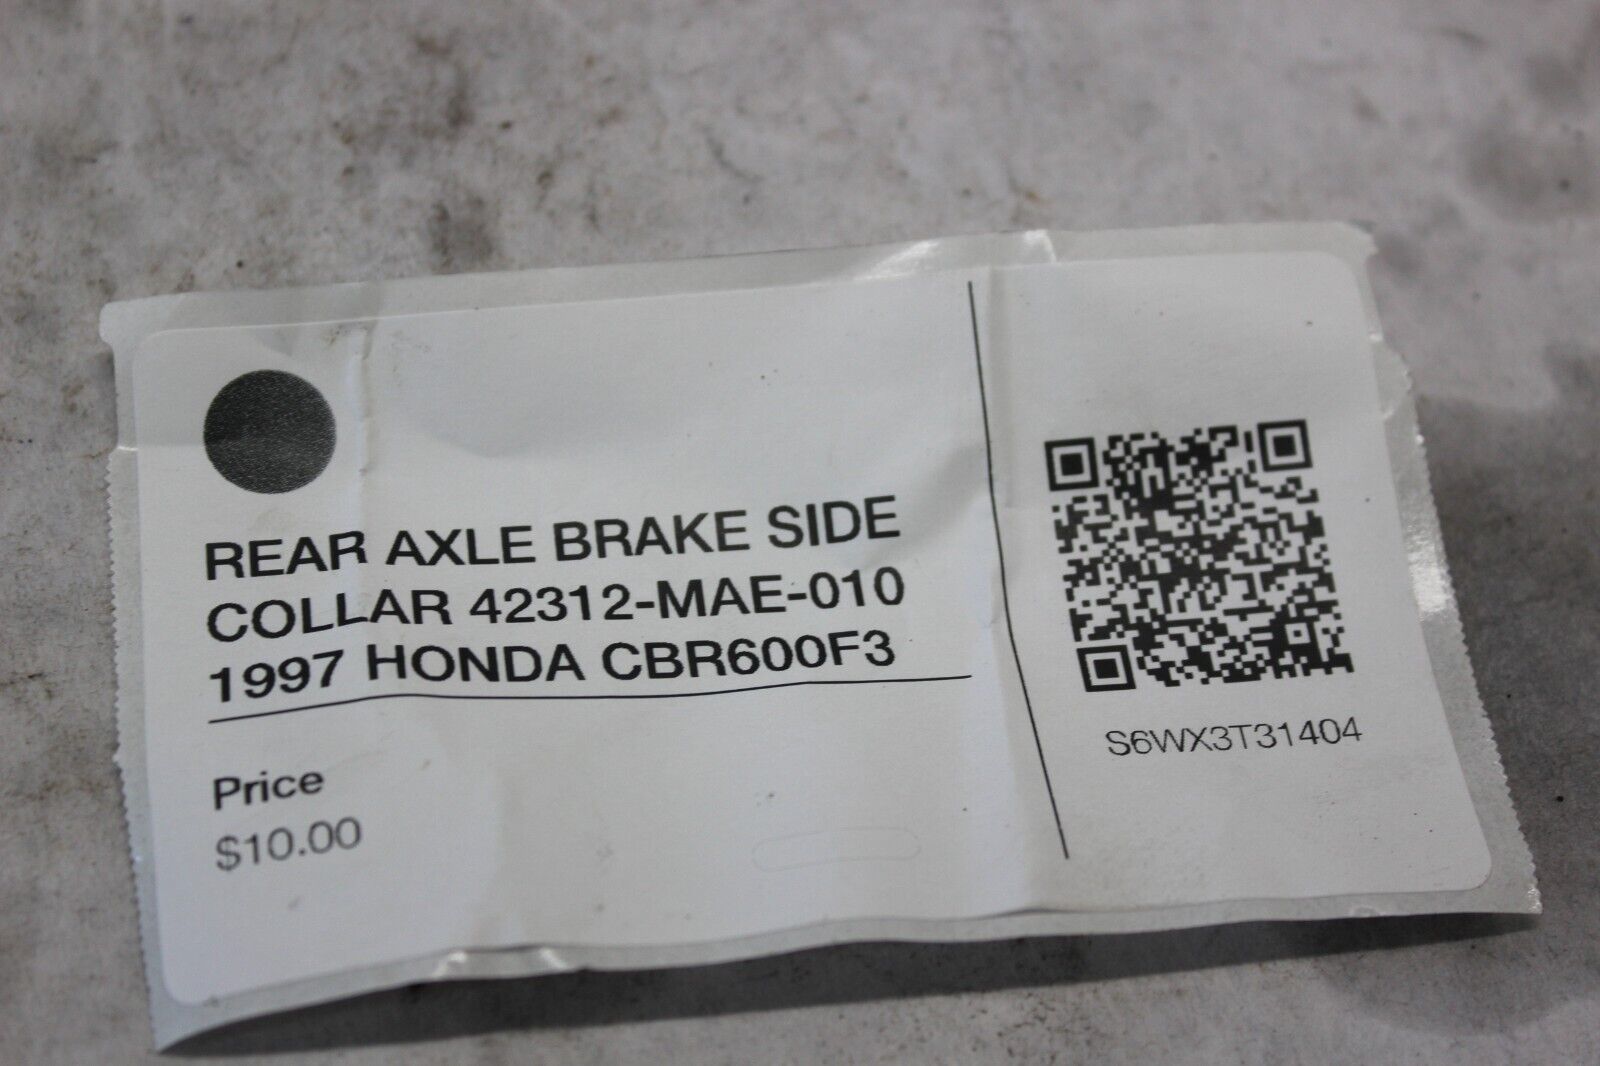 REAR AXLE BRAKE SIDE
COLLAR 42312-MAE-010
1997 HONDA CBR600F3
Price
$10.00
S6WX3T31404